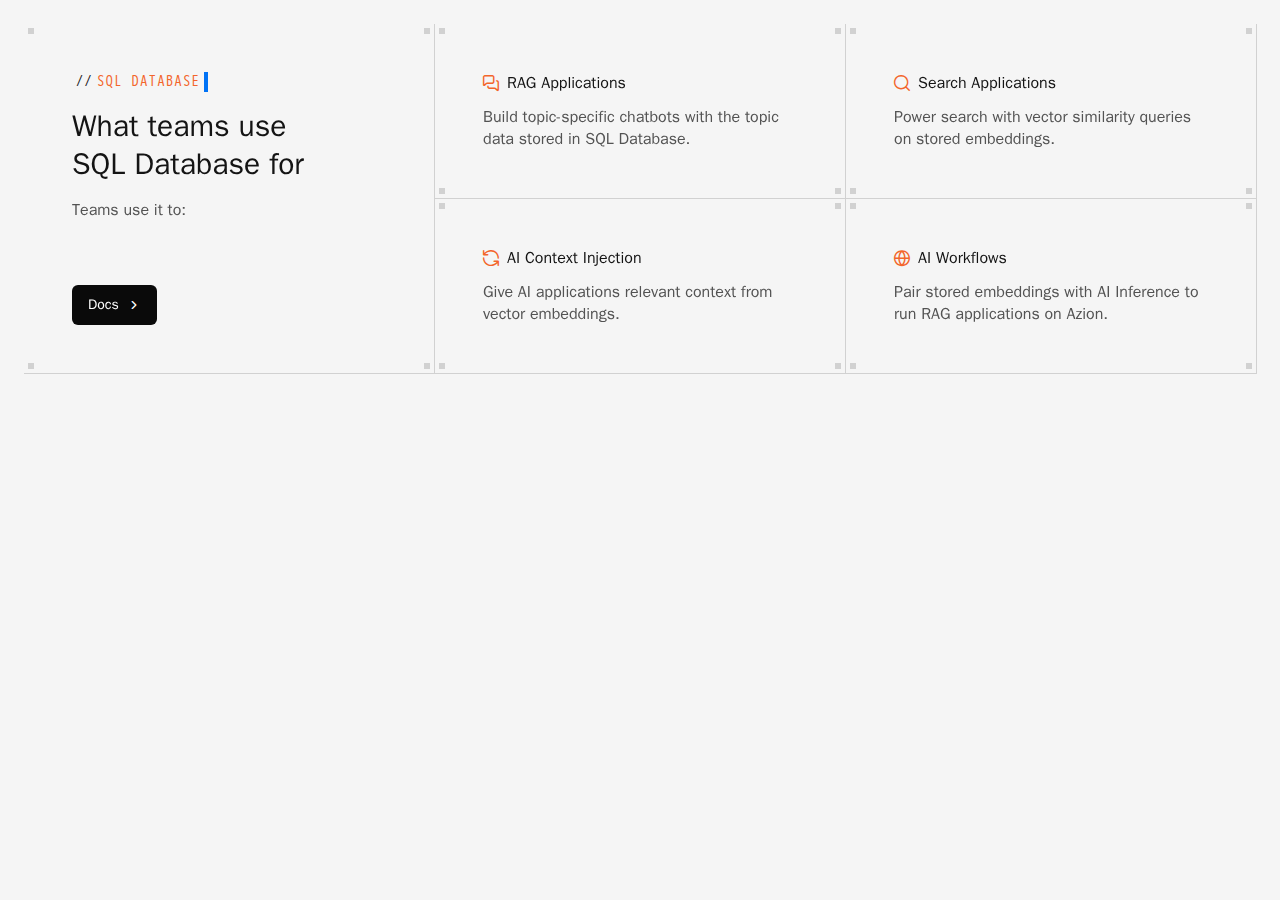 // SQL DATABASE
What teams use
SQL Database for
Teams use it to:
Docs
RAG Applications
Build topic-specific chatbots with the topic
data stored in SQL Database.
Search Applications
Power search with vector similarity queries
on stored embeddings.
AI Context Injection
Give AI applications relevant context from
vector embeddings.
AI Workflows
Pair stored embeddings with AI Inference to
run RAG applications on Azion.